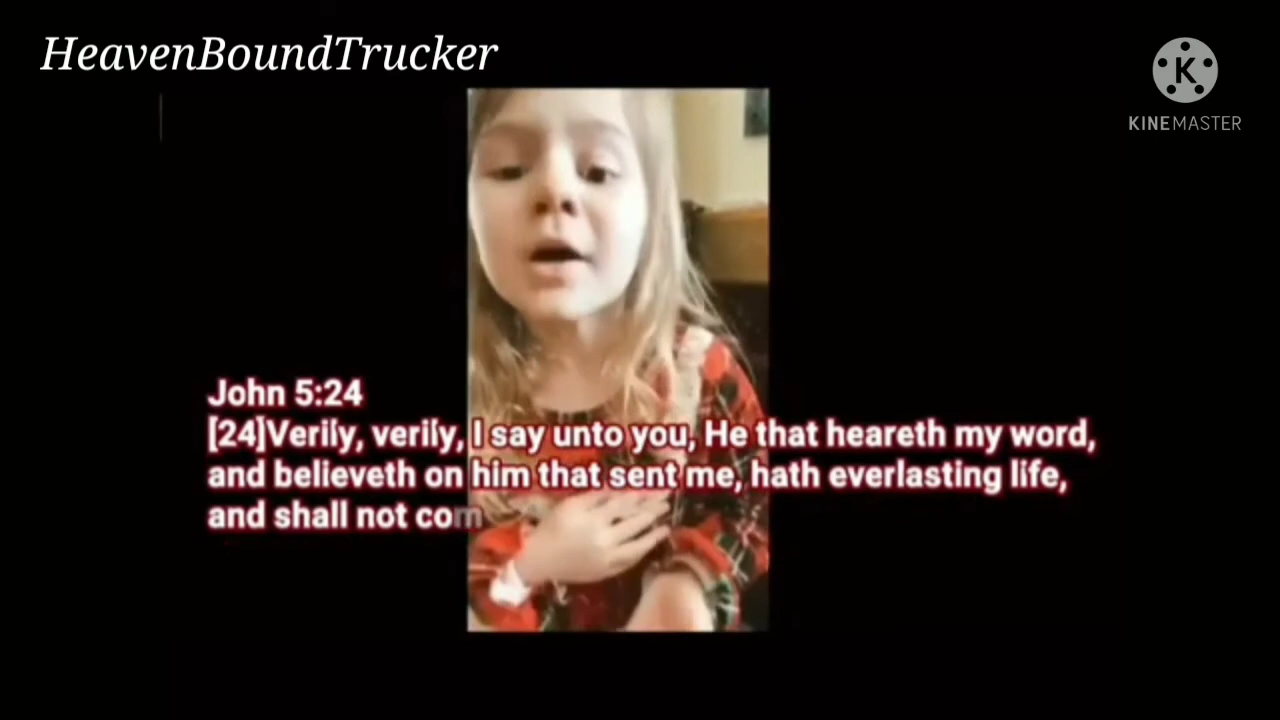 HeavenBoundTrucker
K
KINEMASTER
John 5:24
[24]Verily, verily, I say unto you, He that heareth my word,
and believeth on him that sent me, hath everlasting life,
and shall not com